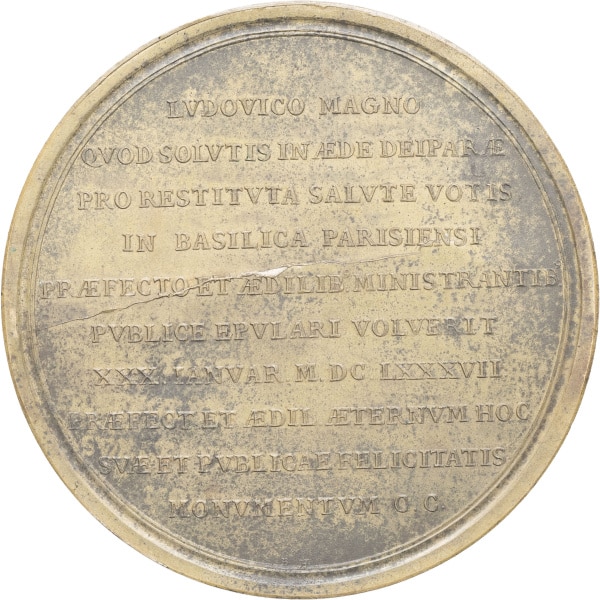 LVDOVICO MAGNO
QVOD SOLVTIS IN ÆDE DEIPARÆ
PRO RESTITVTA SALVTE VOTIS
IN BASILICA PARISIENSI
PRÆFECTO ET ÆDILIB MINISTRANTIB
PVBLICE EPVLARI VOLVERIT
XXX IANVAR M. DC LXXXVII
PRÆFECT ET ÆDIL ÆTERNVM HOC
SVÆ ET PVBLICAE FELICITATIS
MONVMENTVM C. C.